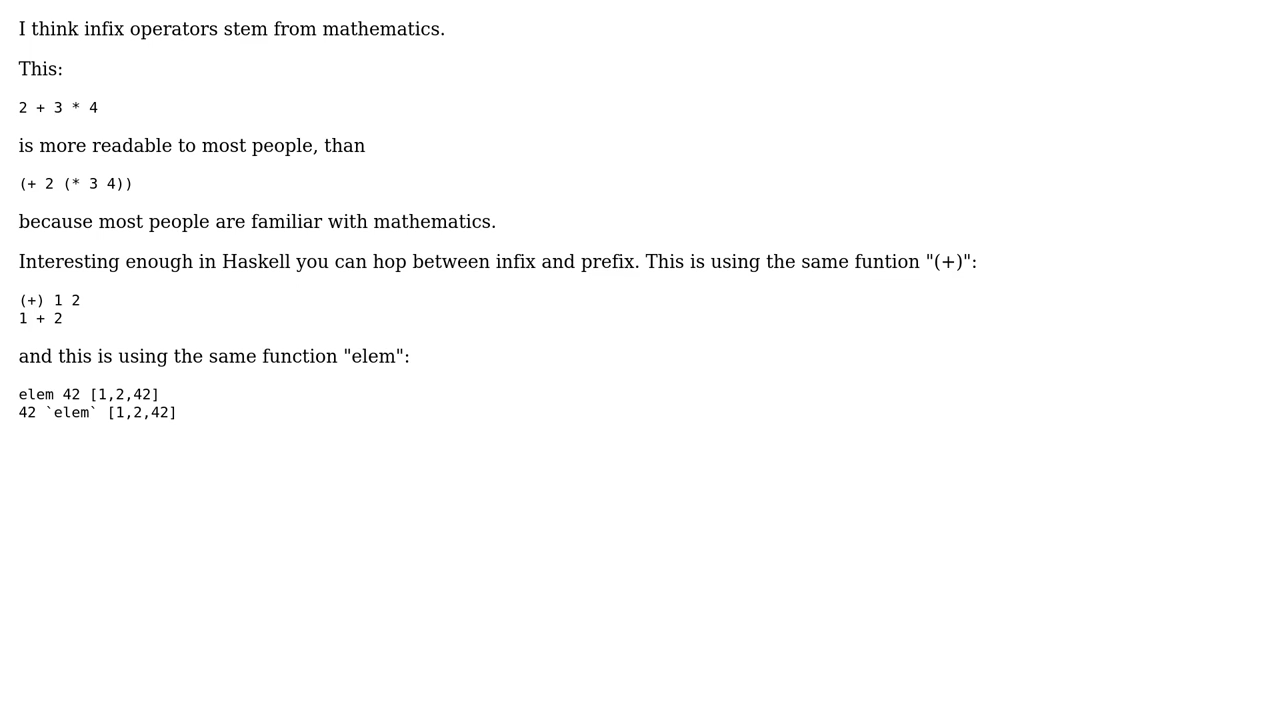 I think infix operators stem from mathematics.
This:
2 + 3 * 4
is more readable to most people, than
(+ 2 (* 3 4))
because most people are familiar with mathematics.
Interesting enough in Haskell you can hop between infix and prefix. This is using the same funtion "(+)":
(+) 1 2
1 + 2
and this is using the same function "elem":
elem 42 [1,2,42]
42 `elem` [1,2,42]